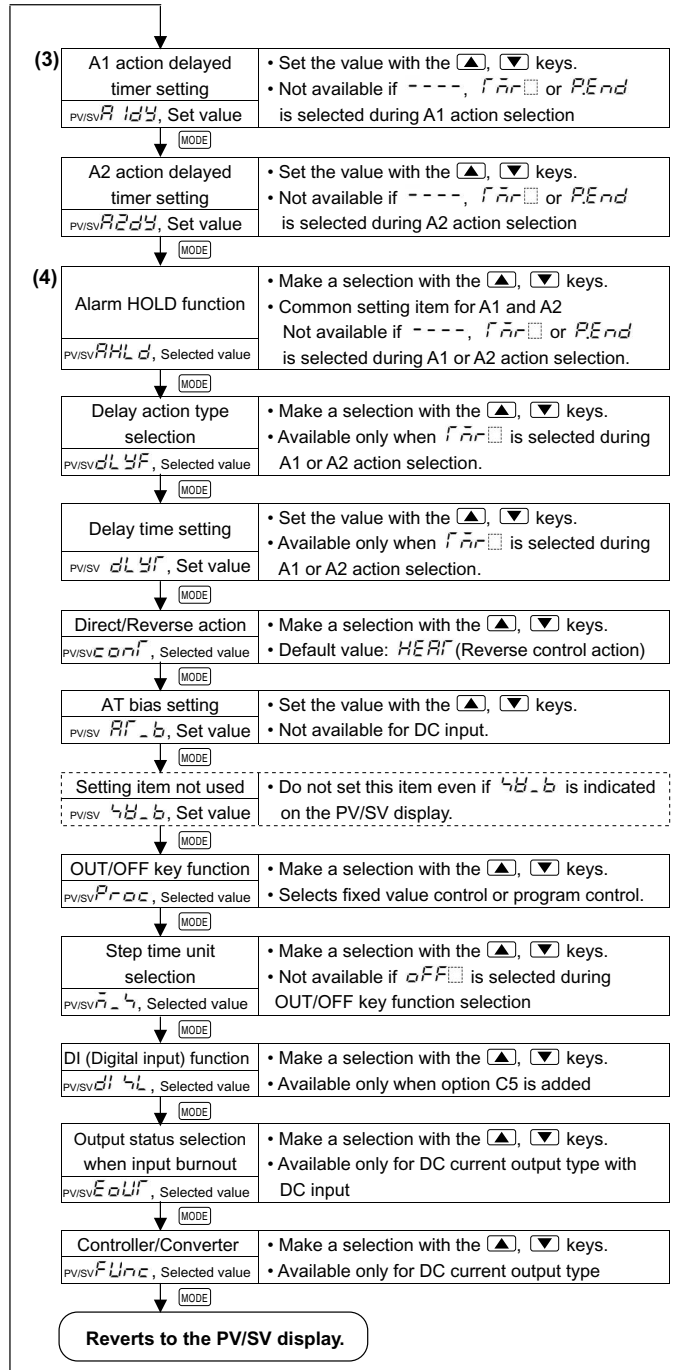 (3) A1 action delayed
timer setting
PV/SV A1dY, Set value
• Set the value with the ▲, ▼ keys.
• Not available if ----, TMR□ or P.End
is selected during A1 action selection
MODE
A2 action delayed
timer setting
PV/SV A2dY, Set value
• Set the value with the ▲, ▼ keys.
• Not available if ----, TMR□ or P.End
is selected during A2 action selection
MODE
(4)
Alarm HOLD function
PV/SV AHLd, Selected value
• Make a selection with the ▲, ▼ keys.
• Common setting item for A1 and A2
Not available if ----, TMR□ or P.End
is selected during A1 or A2 action selection.
MODE
Delay action type
selection
PV/SV dLYF, Selected value
• Make a selection with the ▲, ▼ keys.
• Available only when TMR□ is selected during
A1 or A2 action selection.
MODE
Delay time setting
PV/SV dLYT, Set value
• Set the value with the ▲, ▼ keys.
• Available only when TMR□ is selected during
A1 or A2 action selection.
MODE
Direct/Reverse action
PV/SV conT, Selected value
• Make a selection with the ▲, ▼ keys.
• Default value: HEAT (Reverse control action)
MODE
AT bias setting
PV/SV AT_b, Set value
• Set the value with the ▲, ▼ keys.
• Not available for DC input.
MODE
Setting item not used
PV/SV SV_b, Set value
• Do not set this item even if SV_b is indicated
on the PV/SV display.
MODE
OUT/OFF key function
PV/SV Proc, Selected value
• Make a selection with the ▲, ▼ keys.
• Selects fixed value control or program control.
MODE
Step time unit
selection
PV/SV M_S, Selected value
• Make a selection with the ▲, ▼ keys.
• Not available if oFF□ is selected during
OUT/OFF key function selection
MODE
DI (Digital input) function
PV/SV dI SL, Selected value
• Make a selection with the ▲, ▼ keys.
• Available only when option C5 is added
MODE
Output status selection
when input burnout
PV/SV EoUT, Selected value
• Make a selection with the ▲, ▼ keys.
• Available only for DC current output type with
DC input
MODE
Controller/Converter
PV/SV FUnc, Selected value
• Make a selection with the ▲, ▼ keys.
• Available only for DC current output type
MODE
Reverts to the PV/SV display.